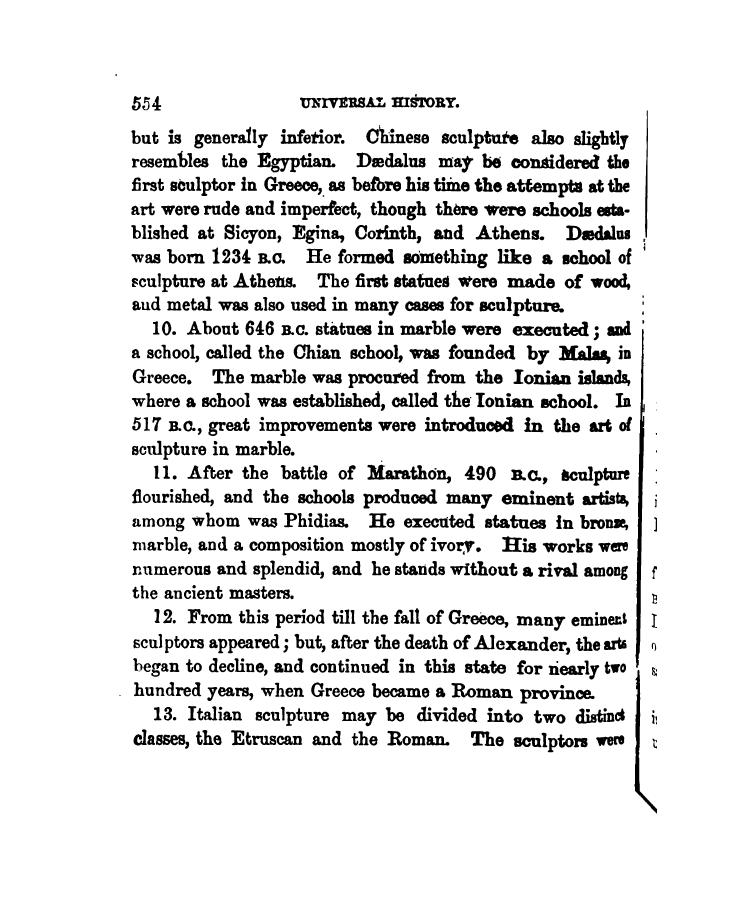 554 UNIVERSAL HISTORY.
but is generally inferior. Chinese sculpture also slightly
resembles the Egyptian. Dædalus may be considered the
first sculptor in Greece, as before his time the attempts at the
art were rude and imperfect, though there were schools esta-
blished at Sicyon, Egina, Corinth, and Athens. Dædalus
was born 1234 B.C. He formed something like a school of
sculpture at Athens. The first statues were made of wood,
and metal was also used in many cases for sculpture.
10. About 646 B.C. statues in marble were executed; and
a school, called the Chian school, was founded by Malas, in
Greece. The marble was procured from the Ionian islands,
where a school was established, called the Ionian school. In
517 B.C., great improvements were introduced in the art of
sculpture in marble.
11. After the battle of Marathon, 490 B.C., sculpture
flourished, and the schools produced many eminent artists,
among whom was Phidias. He executed statues in bronze,
marble, and a composition mostly of ivory. His works were
numerous and splendid, and he stands without a rival among
the ancient masters.
12. From this period till the fall of Greece, many eminent
sculptors appeared; but, after the death of Alexander, the arts
began to decline, and continued in this state for nearly two
hundred years, when Greece became a Roman province.
13. Italian sculpture may be divided into two distinct
classes, the Etruscan and the Roman. The sculptors were